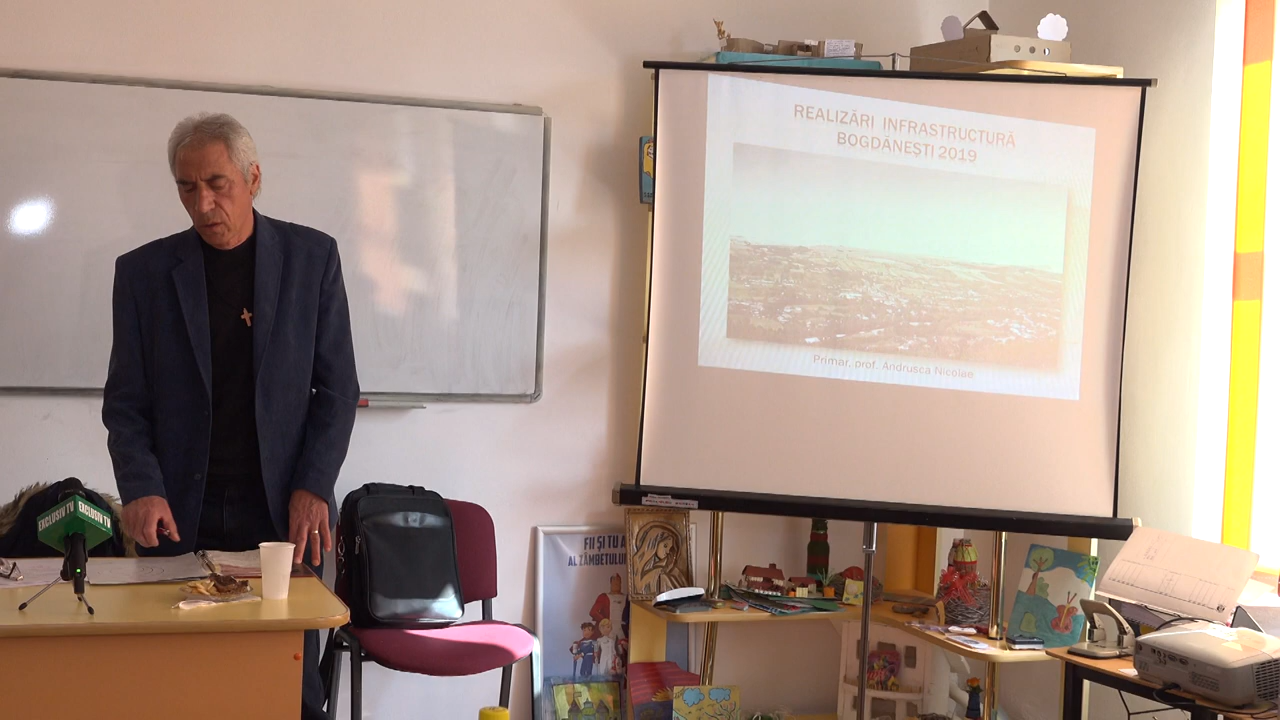 REALIZĂRI INFRASTRUCTURĂ
BOGDĂNEȘTI 2019
Primar, prof. Andrusca Nicolae
EXCLUSIV TV
EXCLUSIV TV
FII ȘI TU A
AL ZÂMBETULUI